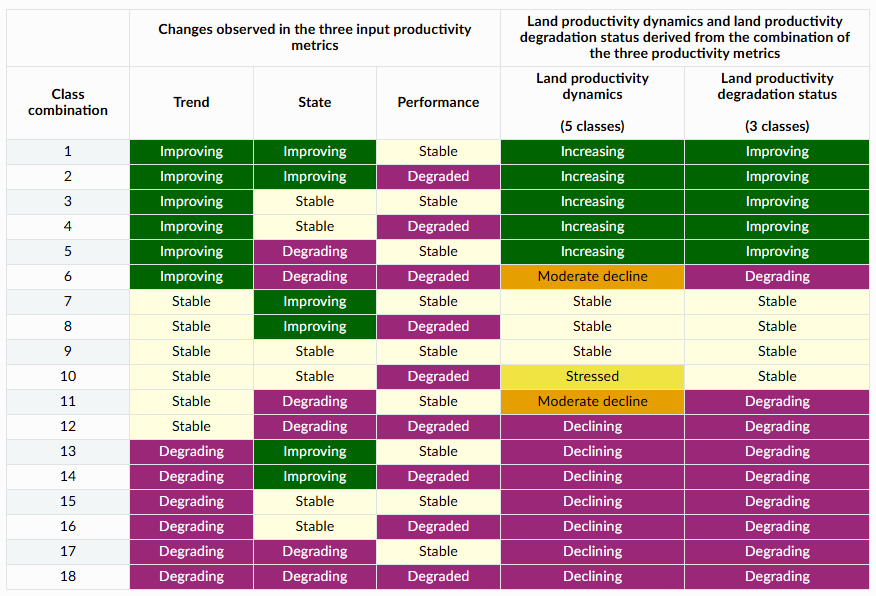 Changes observed in the three input productivity
metrics
Land productivity dynamics and land productivity
degradation status derived from the combination of
the three productivity metrics
Class
combination
Trend
State
Performance
Land productivity
dynamics
(5 classes)
Land productivity
degradation status
(3 classes)
1 Improving Improving Stable Increasing Improving
2 Improving Improving Degraded Increasing Improving
3 Improving Stable Stable Increasing Improving
4 Improving Stable Degraded Increasing Improving
5 Improving Degrading Stable Increasing Improving
6 Improving Degrading Degraded Moderate decline Degrading
7 Stable Improving Stable Stable Stable
8 Stable Improving Degraded Stable Stable
9 Stable Stable Stable Stable Stable
10 Stable Stable Degraded Stressed Stable
11 Stable Degrading Stable Moderate decline Degrading
12 Stable Degrading Degraded Declining Degrading
13 Degrading Improving Stable Declining Degrading
14 Degrading Improving Degraded Declining Degrading
15 Degrading Stable Stable Declining Degrading
16 Degrading Stable Degraded Declining Degrading
17 Degrading Degrading Stable Declining Degrading
18 Degrading Degrading Degraded Declining Degrading